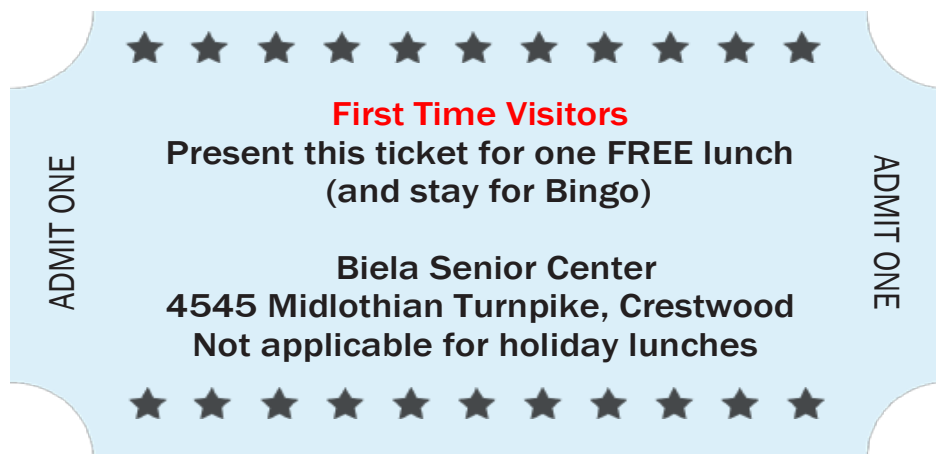 First Time Visitors
Present this ticket for one FREE lunch
(and stay for Bingo)
Biela Senior Center
4545 Midlothian Turnpike, Crestwood
Not applicable for holiday lunches
ADMIT ONE
ADMIT ONE